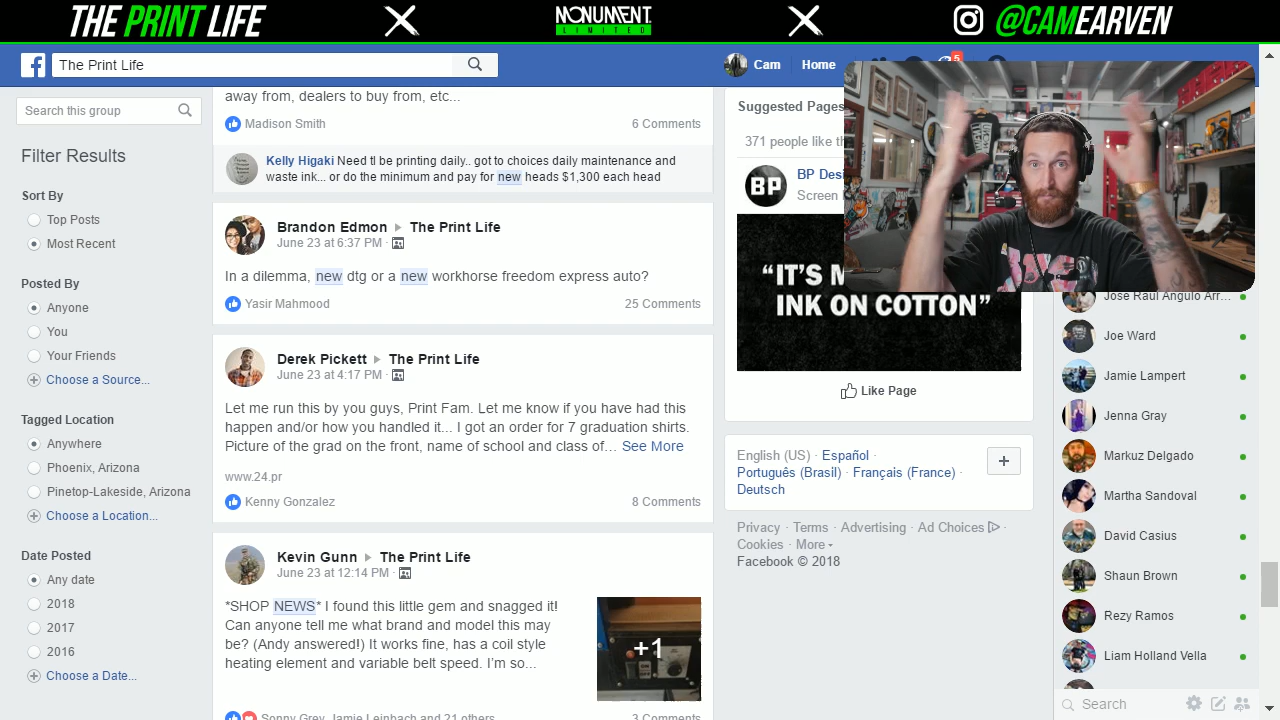 THE PRINT LIFE
MONUMENT
LIMITED
@CAMEARVEN
The Print Life
Cam
Home
5
Search this group
Filter Results
Sort By
Top Posts
Most Recent
Posted By
Anyone
You
Your Friends
Choose a Source...
Tagged Location
Anywhere
Phoenix, Arizona
Pinetop-Lakeside, Arizona
Choose a Location...
Date Posted
Any date
2018
2017
2016
Choose a Date...
away from, dealers to buy from, etc...
Madison Smith
6 Comments
Kelly Higaki Need tl be printing daily.. got to choices daily maintenance and
waste ink... or do the minimum and pay for new heads $1,300 each head
Brandon Edmon ▸ The Print Life
June 23 at 6:37 PM ·
In a dilemma, new dtg or a new workhorse freedom express auto?
Yasir Mahmood
25 Comments
Derek Pickett ▸ The Print Life
June 23 at 4:17 PM ·
Let me run this by you guys, Print Fam. Let me know if you have had this
happen and/or how you handled it... I got an order for 7 graduation shirts.
Picture of the grad on the front, name of school and class of... See More
www.24.pr
Kenny Gonzalez
8 Comments
Kevin Gunn ▸ The Print Life
June 23 at 12:14 PM ·
*SHOP NEWS* I found this little gem and snagged it!
Can anyone tell me what brand and model this may
be? (Andy answered!) It works fine, has a coil style
heating element and variable belt speed. I'm so...
+1
Sonny Grey, Jamie Leinbach and 21 others
3 Comments
Suggested Pages
371 people like
BP
BP
Screen
"IT'S
INK ON COTTON"
Like Page
English (US) · Español ·
Português (Brasil) · Français (France) ·
Deutsch
Privacy · Terms · Advertising · Ad Choices ·
Cookies · More
Facebook © 2018
Jose Raul Angulo Arr...
Joe Ward
Jamie Lampert
Jenna Gray
Markuz Delgado
Martha Sandoval
David Casius
Shaun Brown
Rezy Ramos
Liam Holland Vella
Search